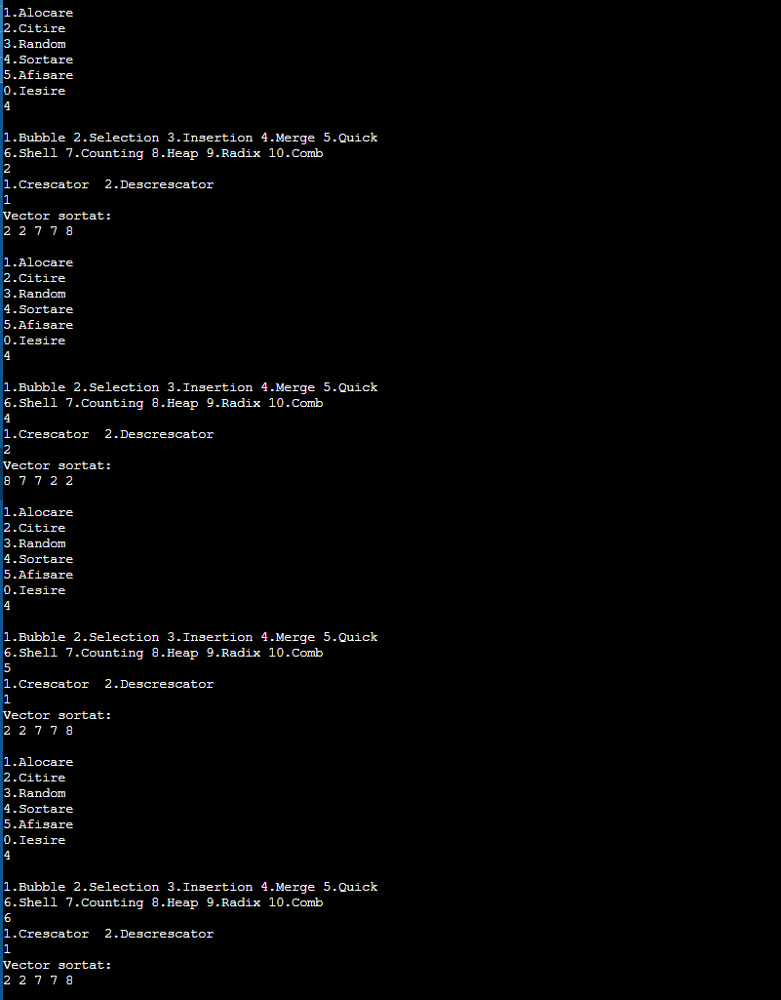 1.Alocare
2.Citire
3.Random
4.Sortare
5.Afisare
0.Iesire
4
1.Bubble 2.Selection 3.Insertion 4.Merge 5.Quick
6.Shell 7.Counting 8.Heap 9.Radix 10.Comb
2
1.Crescator  2.Descrescator
1
Vector sortat:
2 2 7 7 8
1.Alocare
2.Citire
3.Random
4.Sortare
5.Afisare
0.Iesire
4
1.Bubble 2.Selection 3.Insertion 4.Merge 5.Quick
6.Shell 7.Counting 8.Heap 9.Radix 10.Comb
4
1.Crescator  2.Descrescator
2
Vector sortat:
8 7 7 2 2
1.Alocare
2.Citire
3.Random
4.Sortare
5.Afisare
0.Iesire
4
1.Bubble 2.Selection 3.Insertion 4.Merge 5.Quick
6.Shell 7.Counting 8.Heap 9.Radix 10.Comb
5
1.Crescator  2.Descrescator
1
Vector sortat:
2 2 7 7 8
1.Alocare
2.Citire
3.Random
4.Sortare
5.Afisare
0.Iesire
4
1.Bubble 2.Selection 3.Insertion 4.Merge 5.Quick
6.Shell 7.Counting 8.Heap 9.Radix 10.Comb
6
1.Crescator  2.Descrescator
1
Vector sortat:
2 2 7 7 8